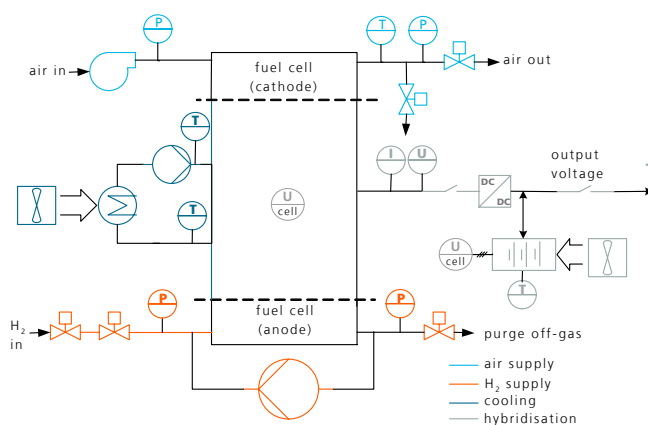 P
T
P
air in
fuel cell
(cathode)
air out
T
I
U
output
voltage
DC
DC
U
cell
T
U
cell
T
fuel cell
(anode)
H2
in
P
P
purge off-gas
air supply
H2 supply
cooling
hybridisation